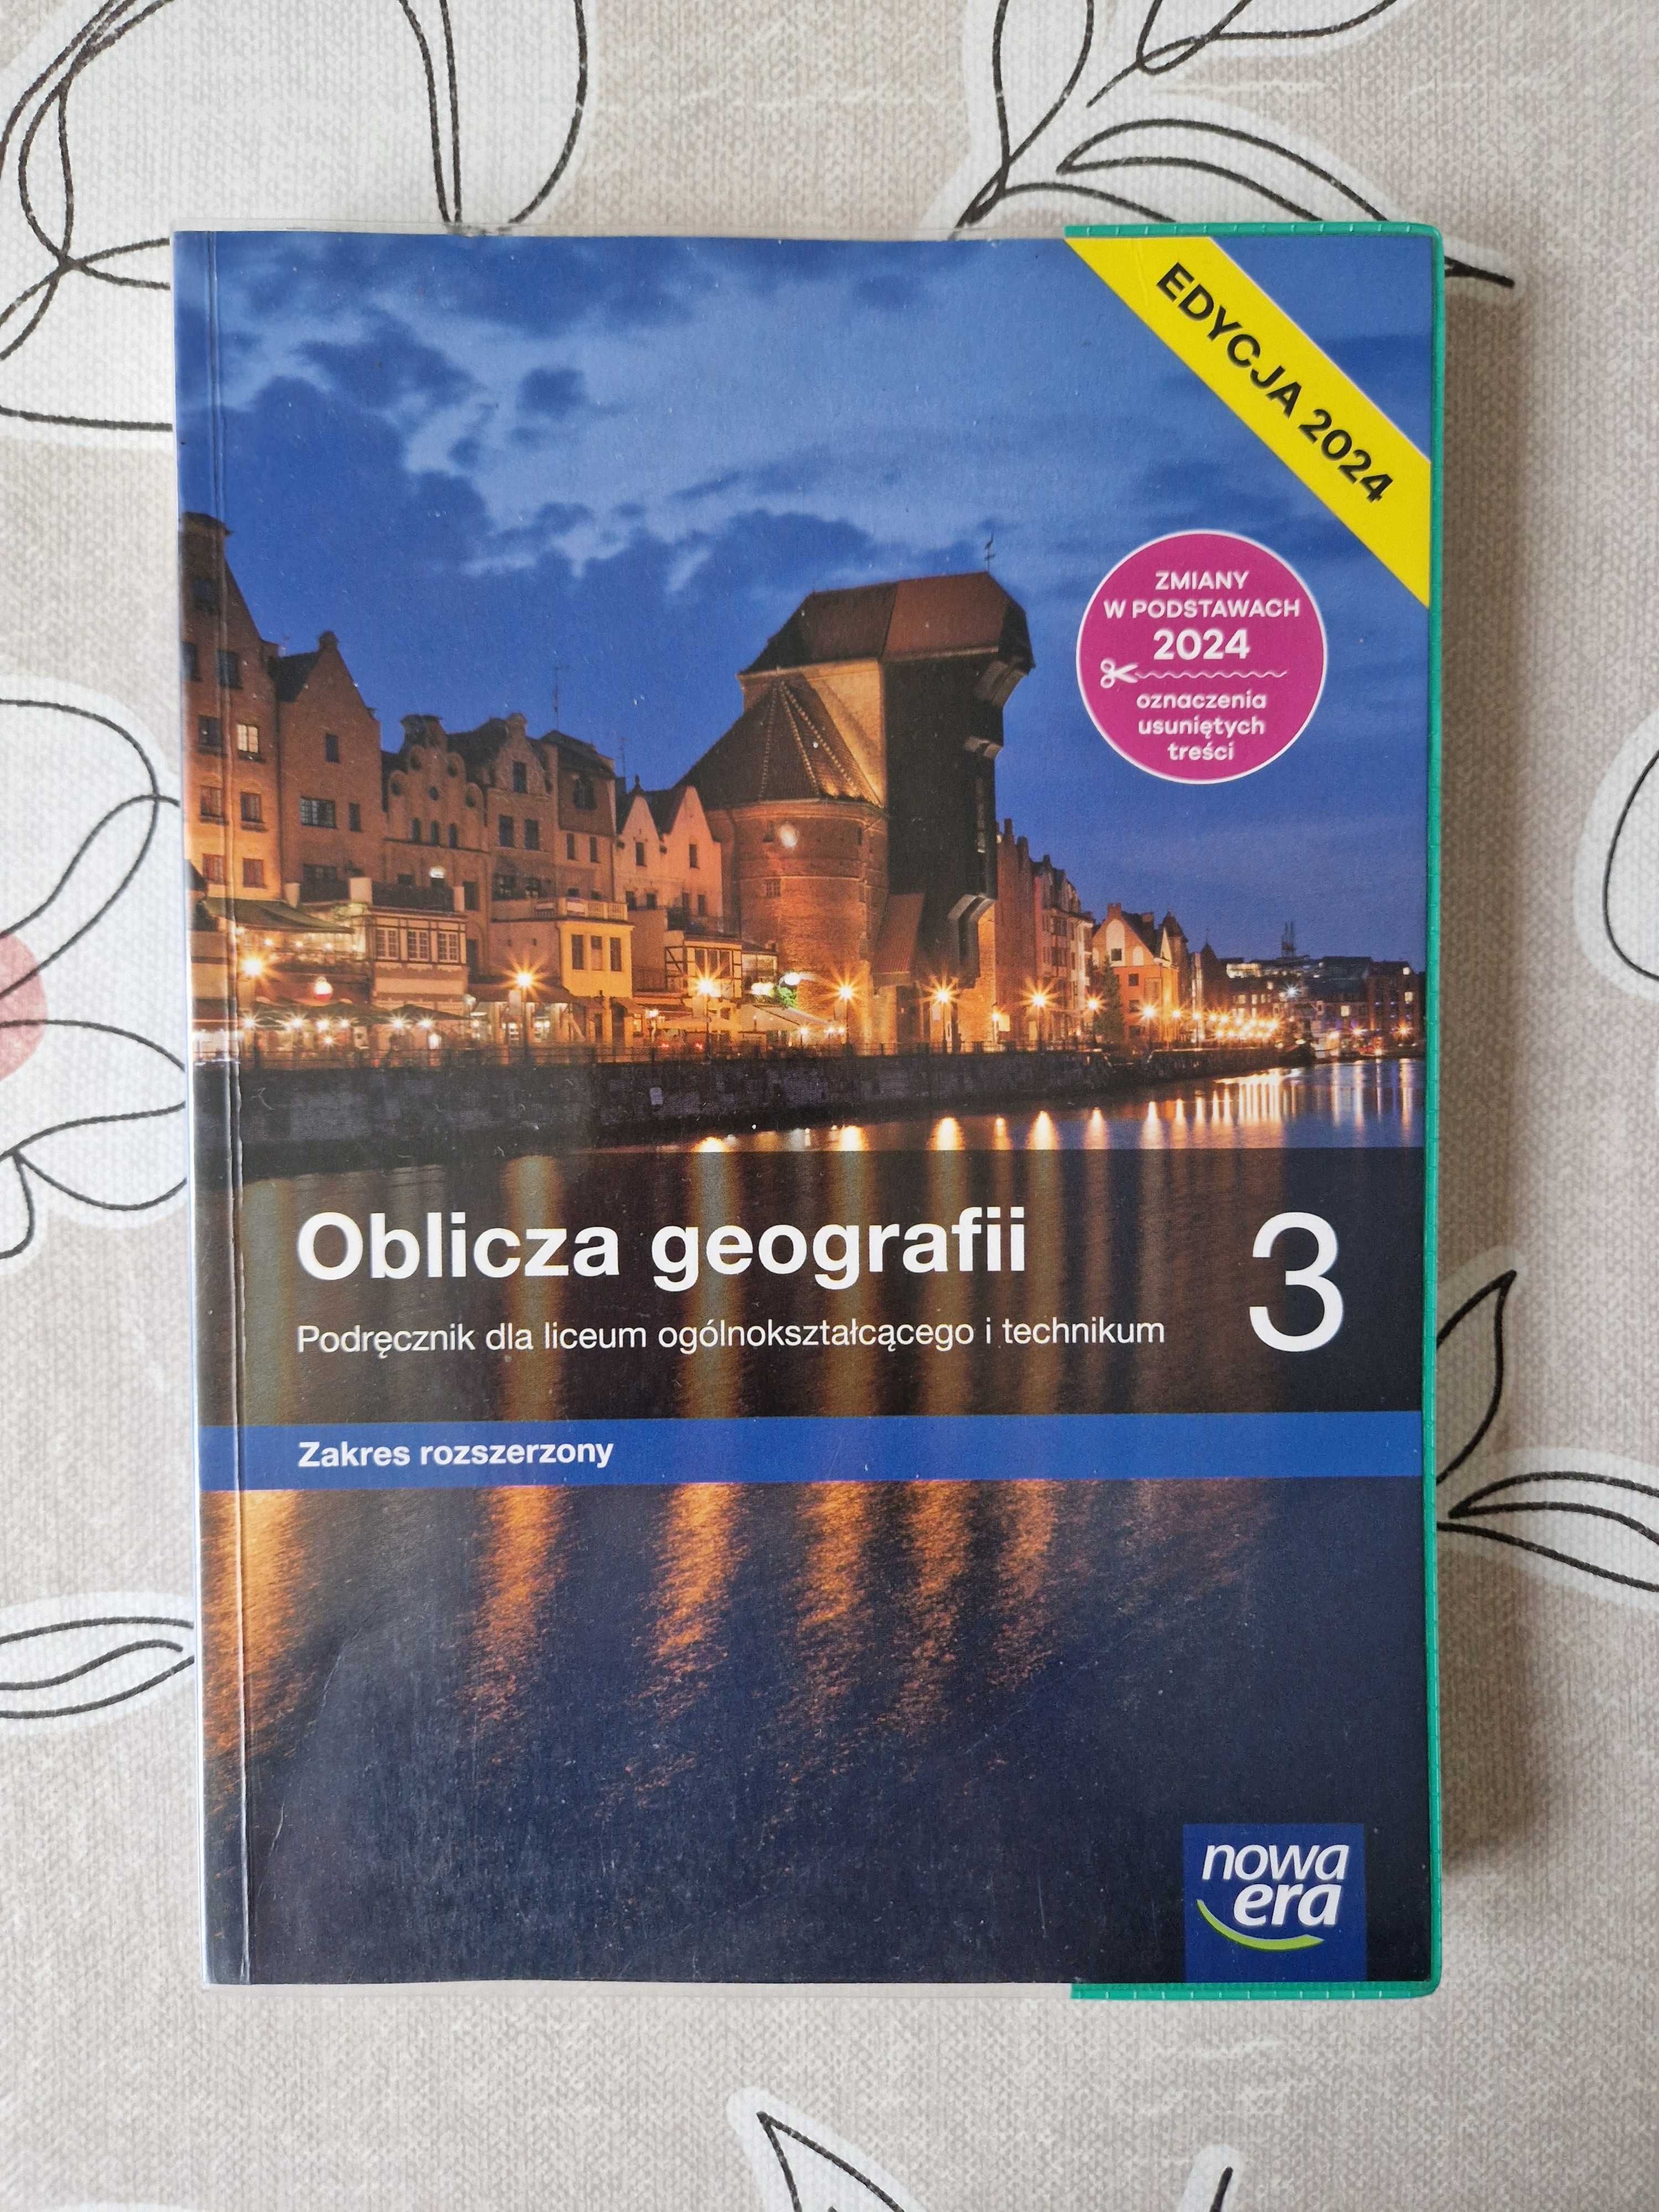 EDYCJA 2024
ZMIANY
W PODSTAWACH
2024
oznaczenia
usuniętych
treści
Oblicza geografii 3
Podręcznik dla liceum ogólnokształcącego i technikum
Zakres rozszerzony
nowa
era